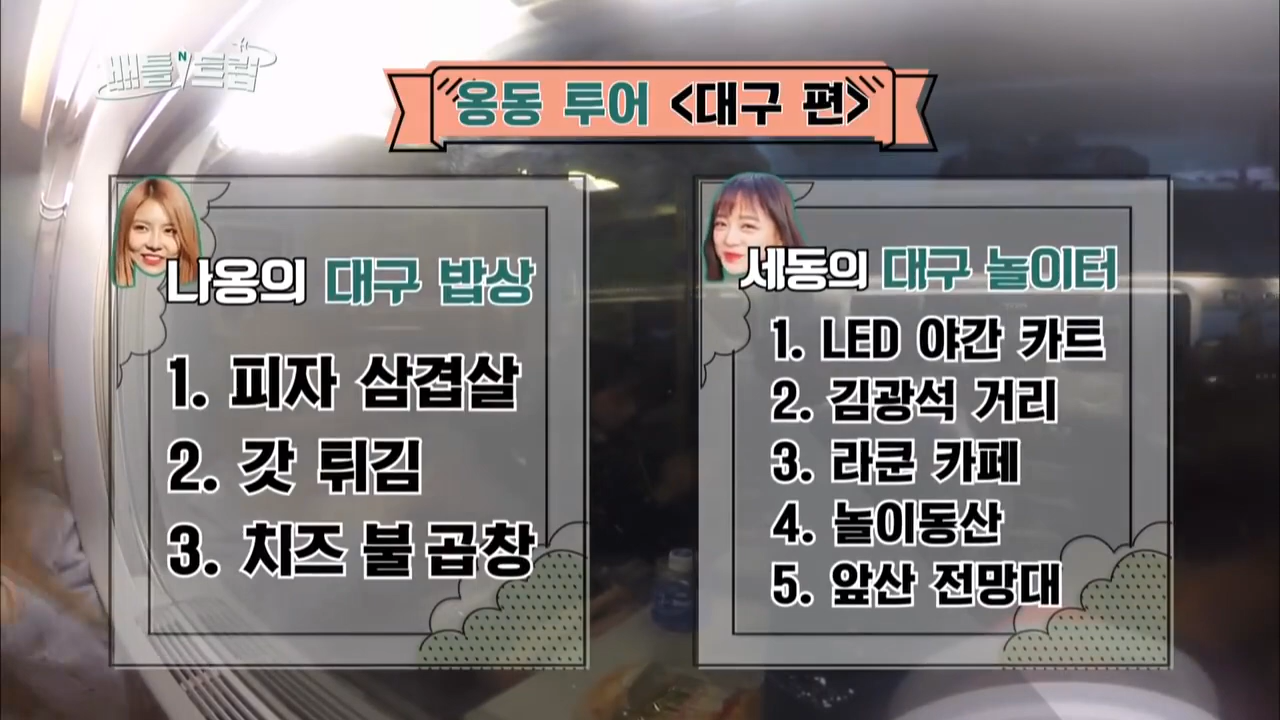 배틀N트립
옹동 투어 <대구 편>
나옹의 대구 밥상
1. 피자 삼겹살
2. 갓 튀김
3. 치즈 불 곱창
세동의 대구 놀이터
1. LED 야간 카트
2. 김광석 거리
3. 라쿤 카페
4. 놀이동산
5. 앞산 전망대